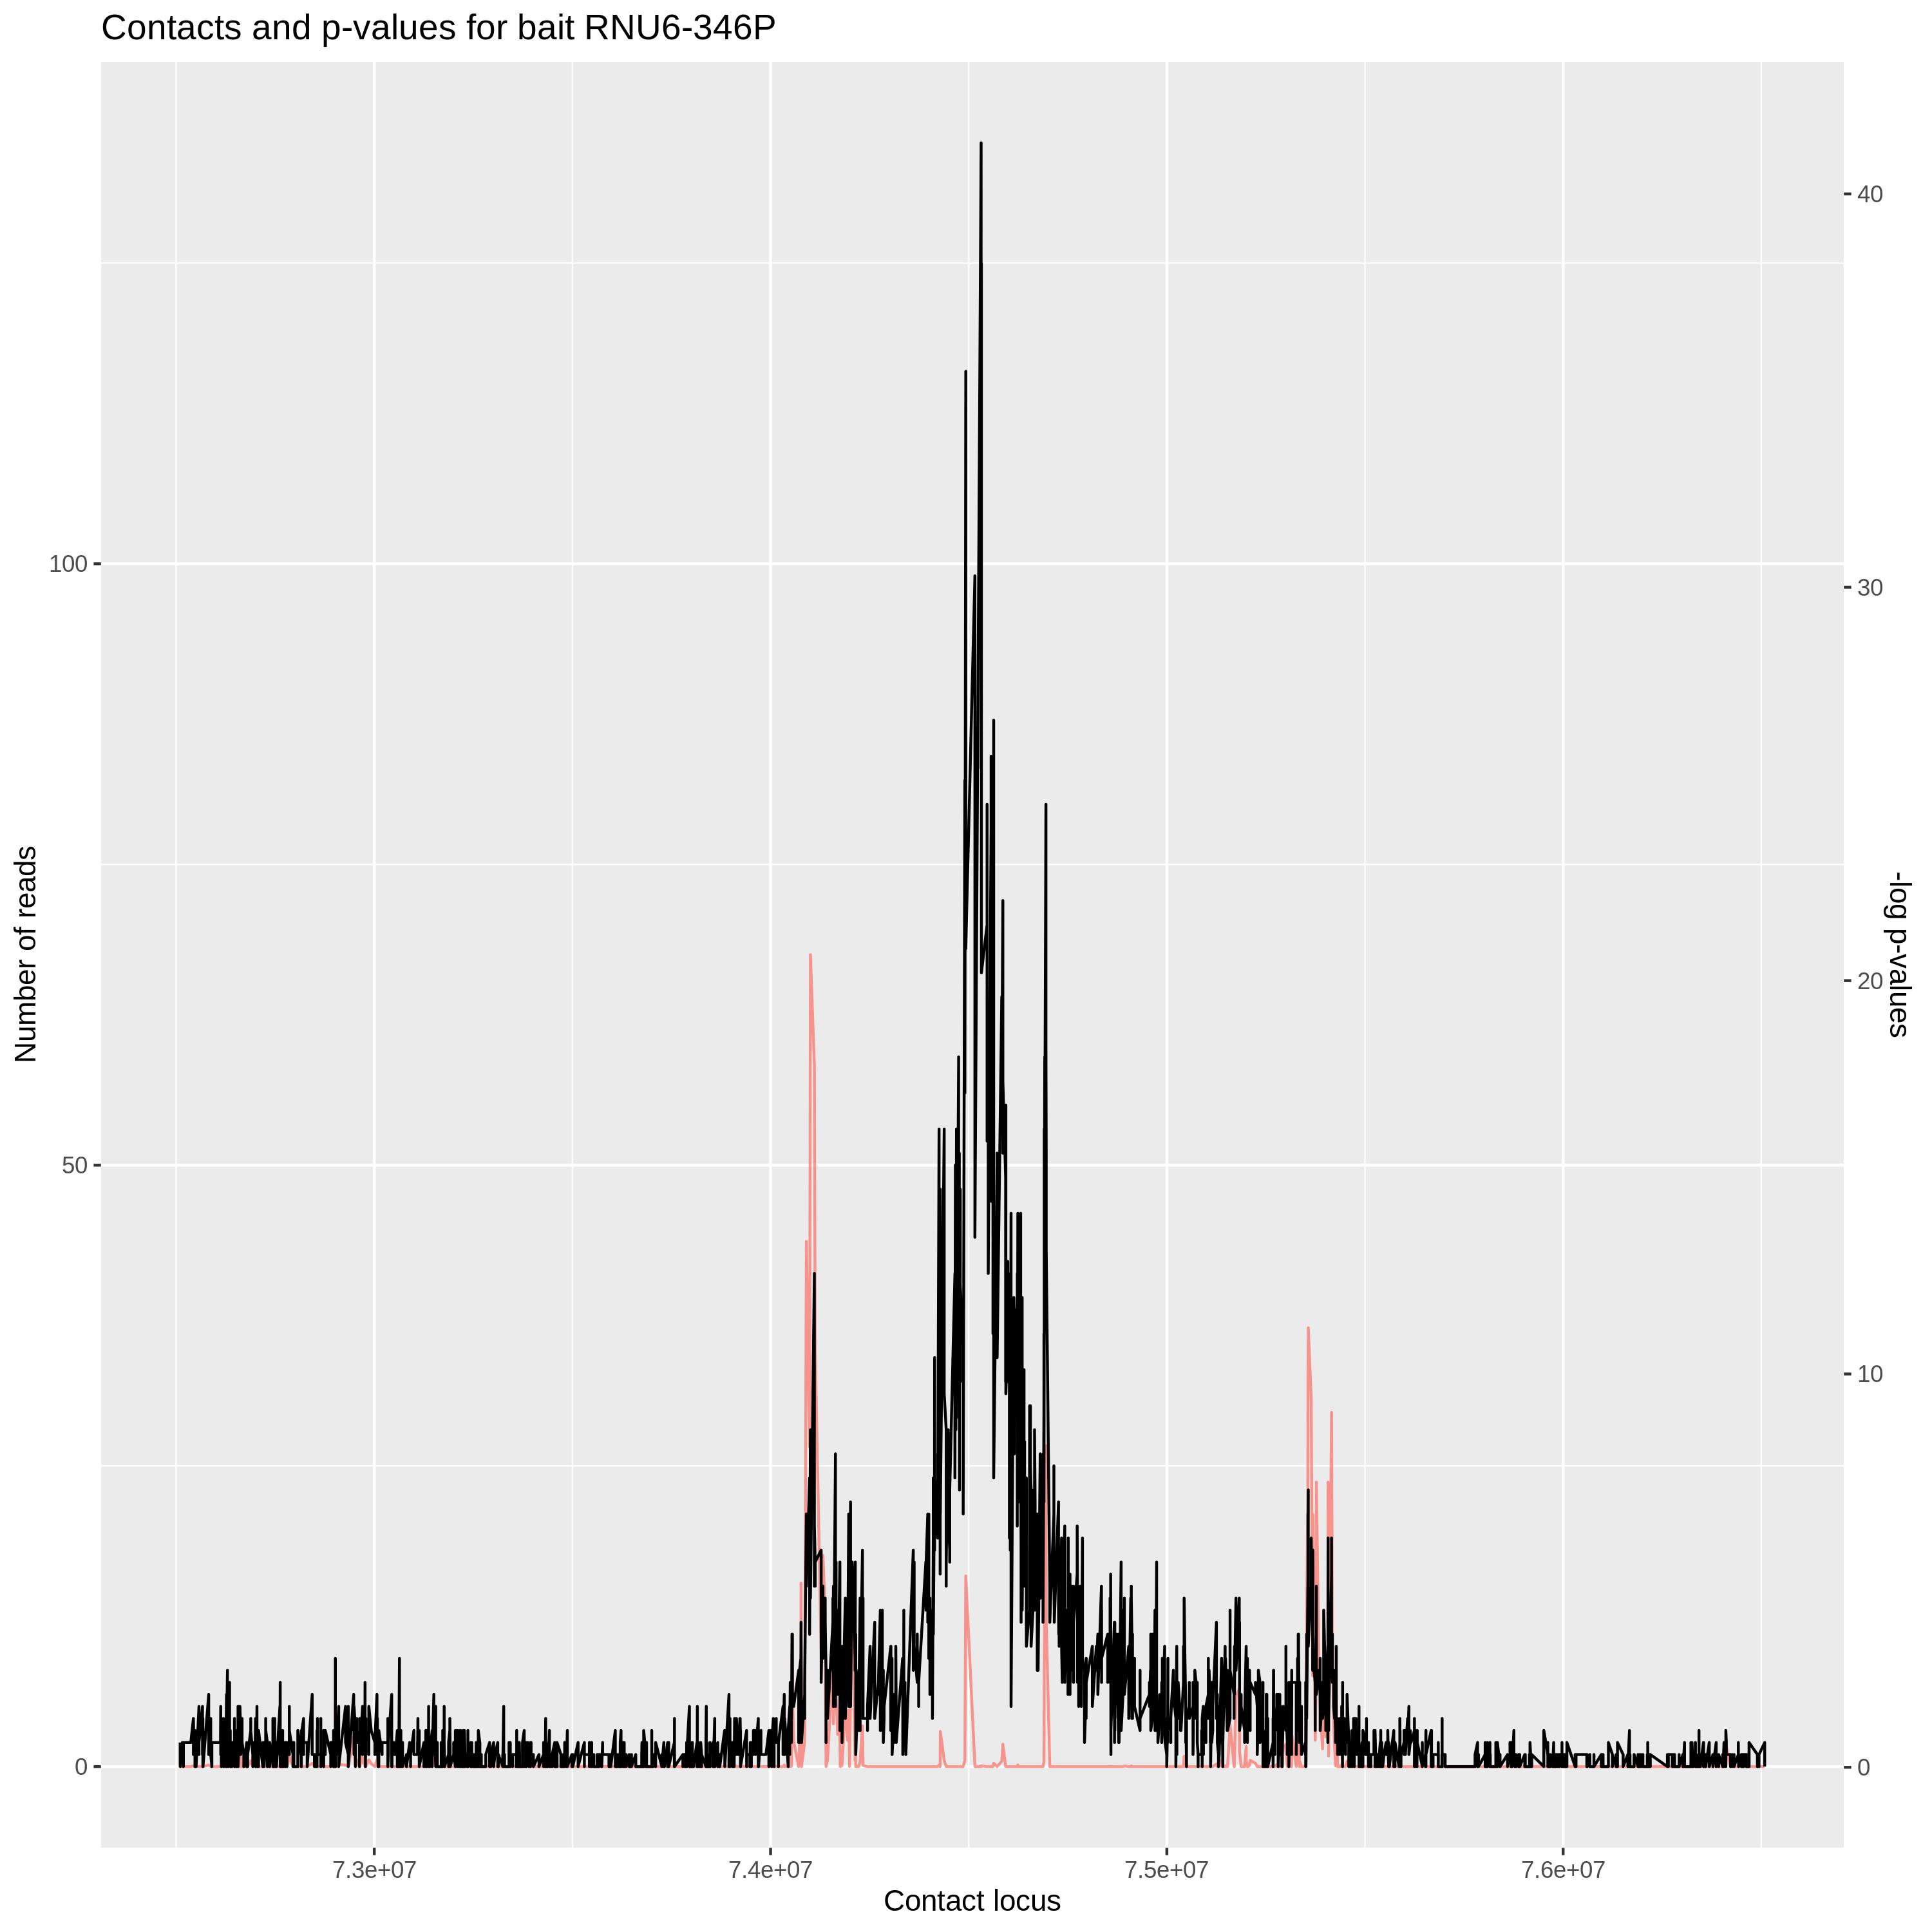 Contacts and p-values for bait RNU6-346P
Number of reads
100
50
0
40
30
20
10
0
-log p-values
7.3e+07
7.4e+07
7.5e+07
7.6e+07
Contact locus